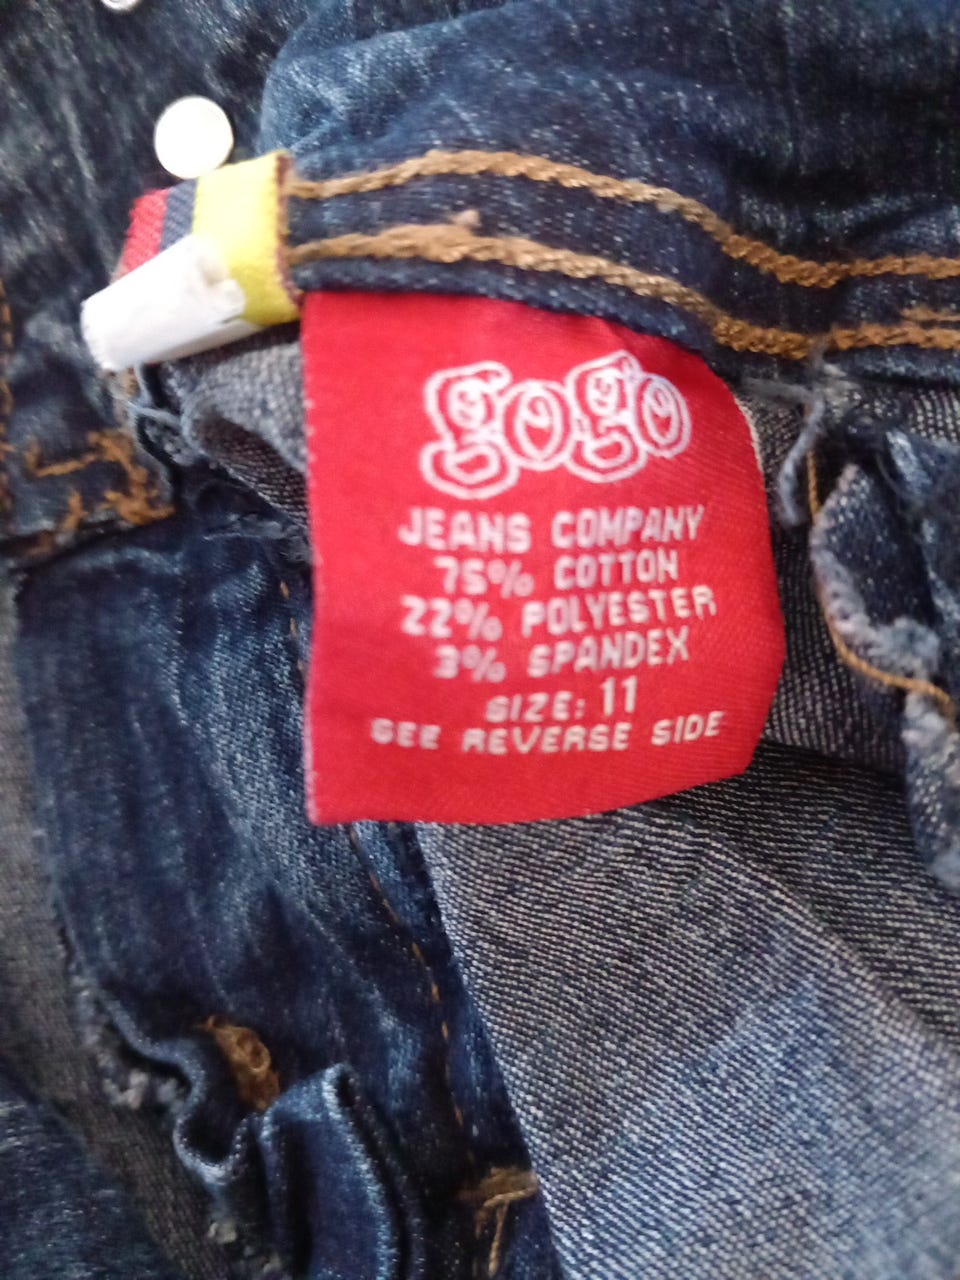 gogo
JEANS COMPANY
75% COTTON
22% POLYESTER
3% SPANDEX
SIZE: 11
SEE REVERSE SIDE